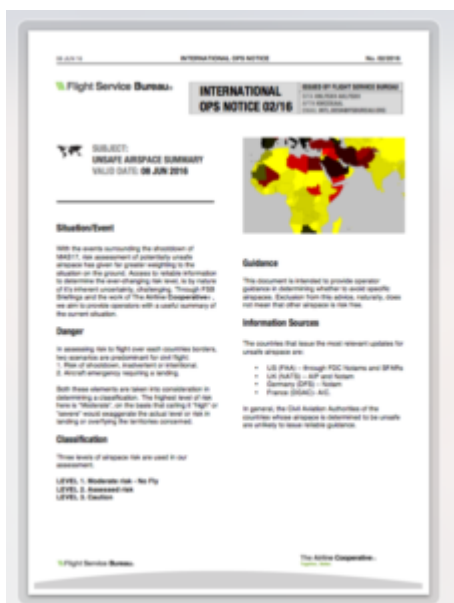 08 JUN 16
INTERNATIONAL OPS NOTICE
No. 02/2016
Flight Service Bureau
INTERNATIONAL
OPS NOTICE 02/16
ISSUED BY FLIGHT SERVICE BUREAU
SUBJECT:
UNSAFE AIRSPACE SUMMARY
VALID DATE: 08 JUN 2016
Situation/Event
With the events surrounding the shootdown of
MH17, risk assessment of potentially unsafe
airspace has given far greater weighting to the
situation on the ground. Access to reliable information
to determine the ever-changing risk level, is by nature
of it's inherent uncertainty, challenging. Through FSB
Briefings and the work of The Airline Cooperative,
we aim to provide operators with a useful summary of
the current situation.
Danger
In assessing risk to flight over each countries borders,
two scenarios are predominant for civil flight:
1. Risk of shootdown, inadvertent or intentional.
2. Aircraft emergency requiring a landing.
Both these elements are taken into consideration in
determining a classification. The highest level of risk
here is "Moderate", on the basis that calling it "high" or
"severe" would exaggerate the actual level or risk in
landing or overflying the territories concerned.
Classification
Three levels of airspace risk are used in our
assessment:
LEVEL 1. Moderate risk - No Fly
LEVEL 2. Assessed risk
LEVEL 3. Caution
Guidance
This document is intended to provide operator
guidance in determining whether to avoid specific
airspaces. Exclusion from this advice, naturally, does
not mean that other airspace is risk free.
Information Sources
The countries that issue the most relevant updates for
unsafe airspace are:
• US (FAA) – through FDC Notams and SFARs
• UK (NATS) – AIP and Notam
• Germany (DFS) – Notam
• France (DGAC)- AIC.
In general, the Civil Aviation Authorities of the
countries whose airspace is determined to be unsafe
are unlikely to issue reliable guidance.
Flight Service Bureau
The Airline Cooperative